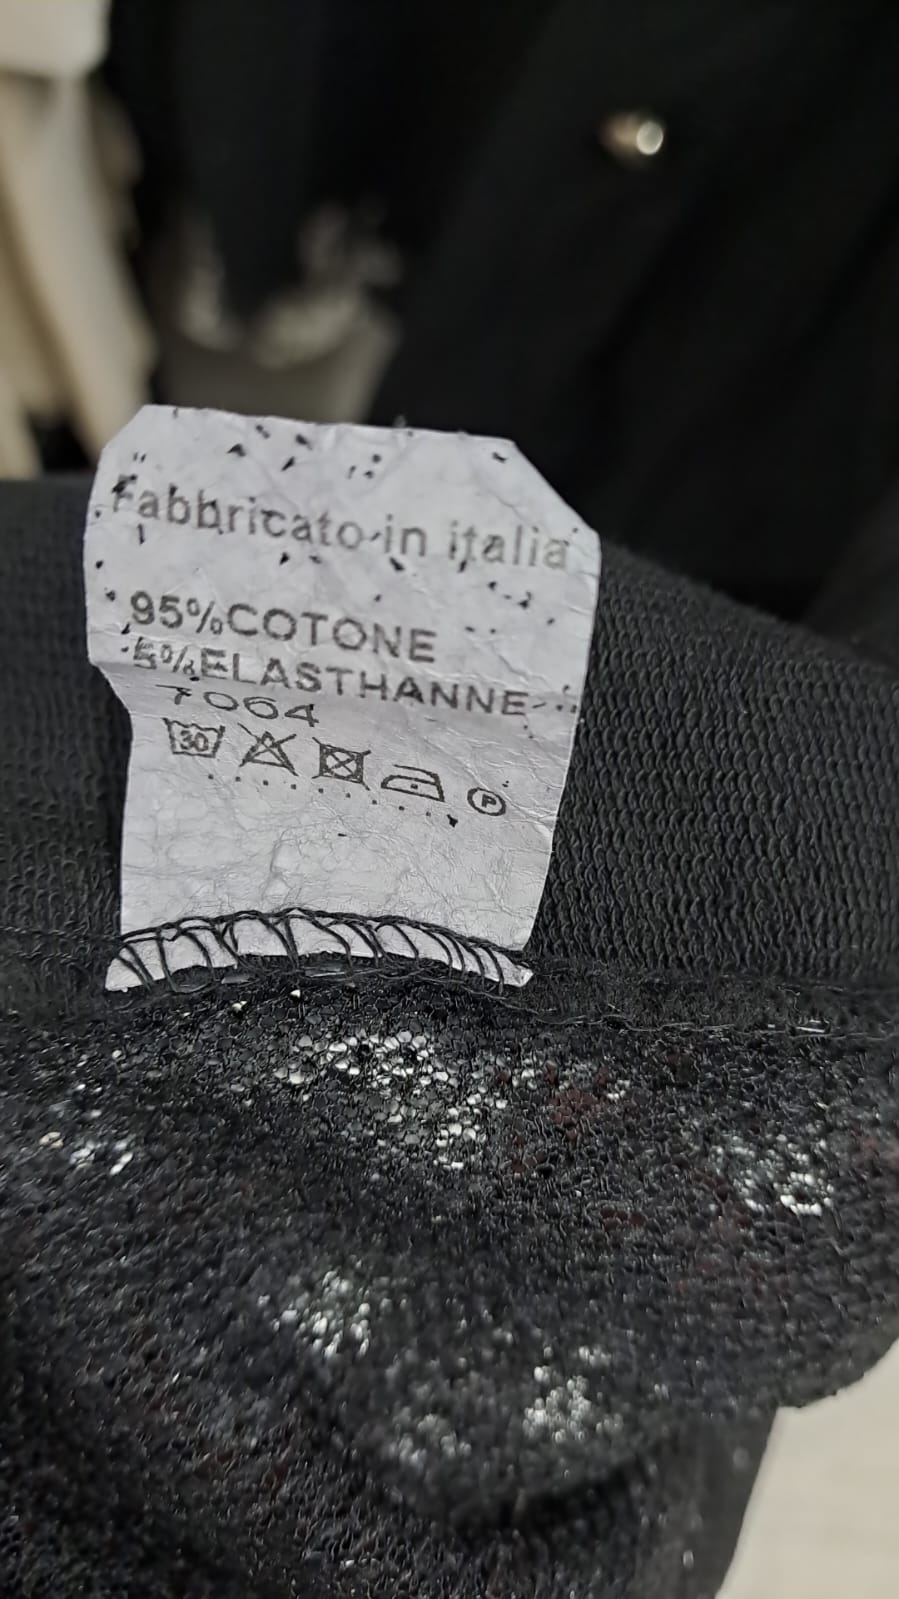 Fabbricato in italia
95%COTONE
5%ELASTHANNE
7064
30
P